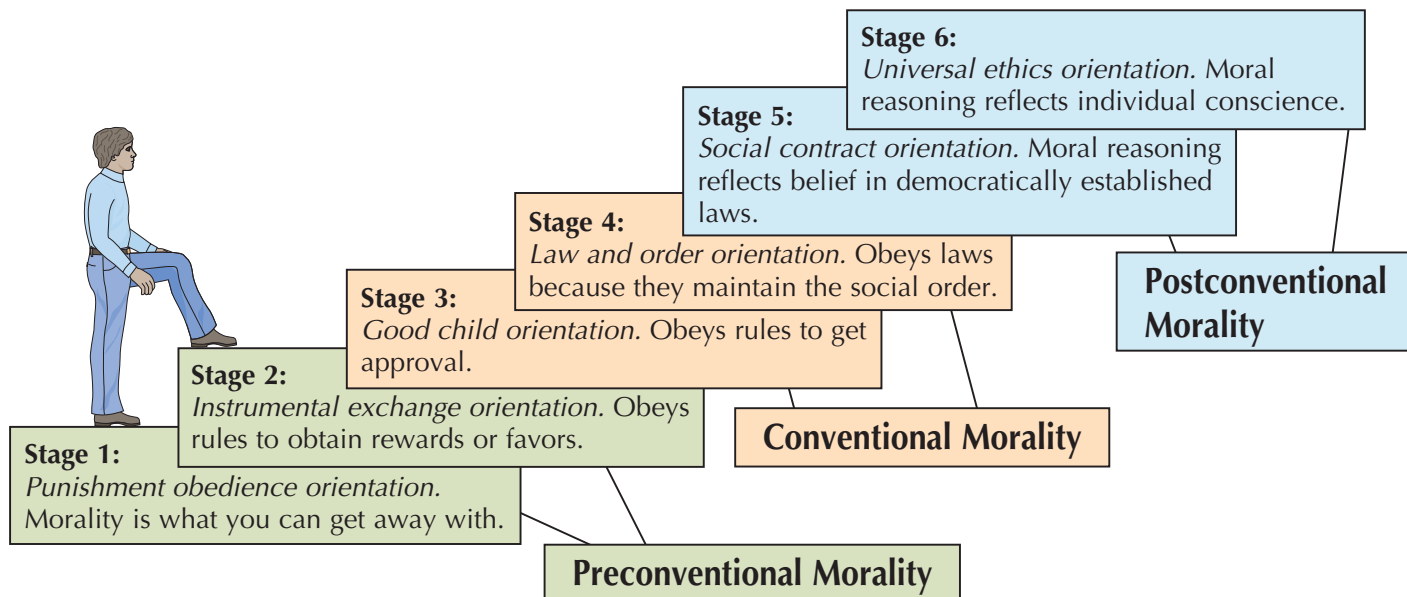 Stage 6:
Universal ethics orientation. Moral
reasoning reflects individual conscience.
Stage 5:
Social contract orientation. Moral reasoning
reflects belief in democratically established
laws.
Stage 4:
Law and order orientation. Obeys laws
because they maintain the social order.
Postconventional
Morality
Stage 3:
Good child orientation. Obeys rules to get
approval.
Stage 2:
Instrumental exchange orientation. Obeys
rules to obtain rewards or favors.
Conventional Morality
Stage 1:
Punishment obedience orientation.
Morality is what you can get away with.
Preconventional Morality